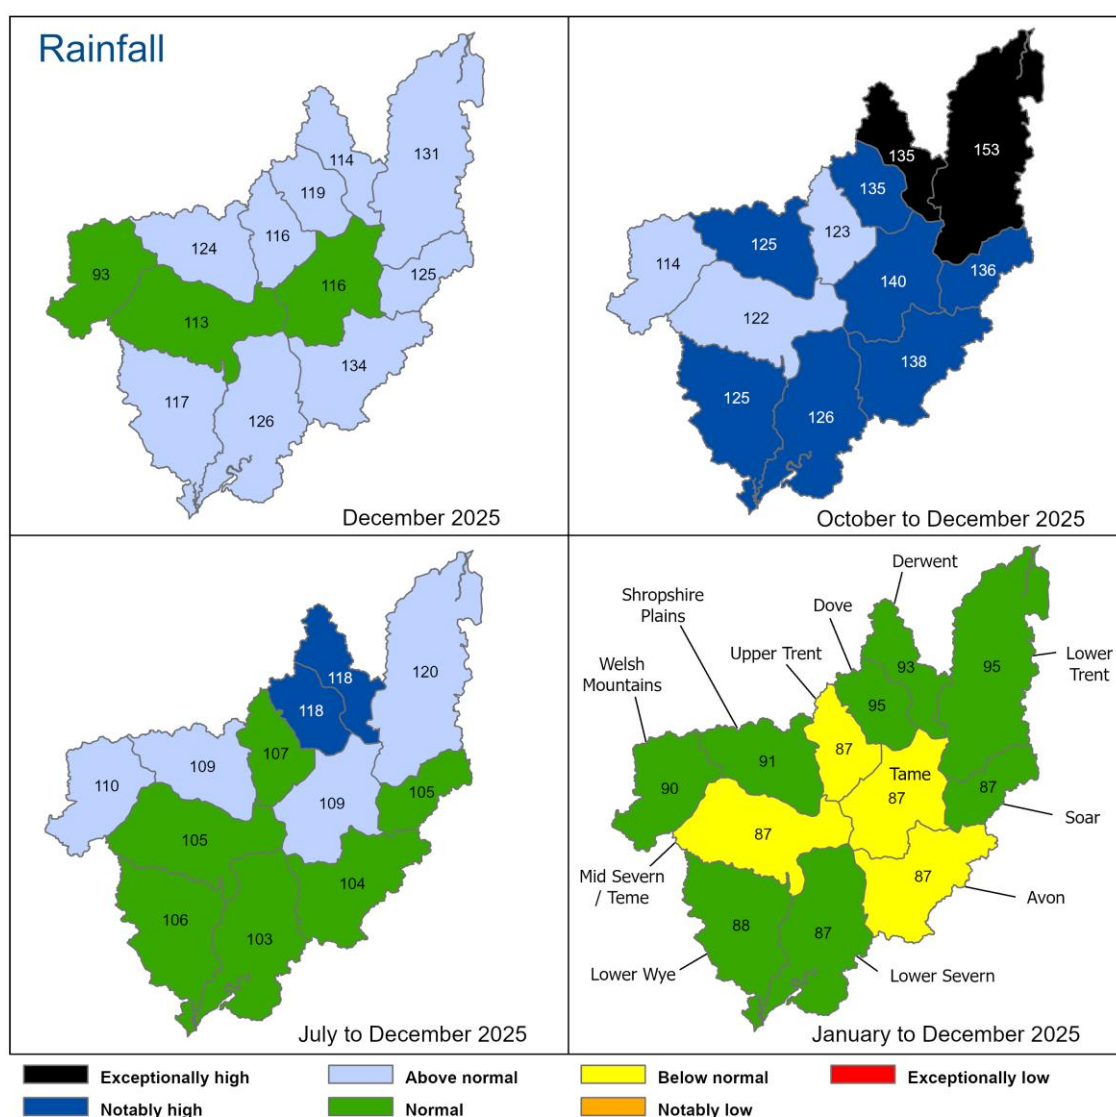 Rainfall
114
131
119
124
116
93
116
125
113
134
117
126
December 2025
135
153
135
125
123
114
136
140
122
138
125
126
October to December 2025
118
120
118
107
109
110
109
105
105
104
106
103
July to December 2025
Derwent
Shropshire
Plains
Dove
Upper Trent
Welsh
Mountains
Lower
Trent
93
95
95
87
91
Tame
90
87
87
87
Soar
Mid Severn
/ Teme
87
Avon
88
87
Lower Wye
Lower Severn
January to December 2025
Exceptionally high
Above normal
Below normal
Exceptionally low
Notably high
Normal
Notably low